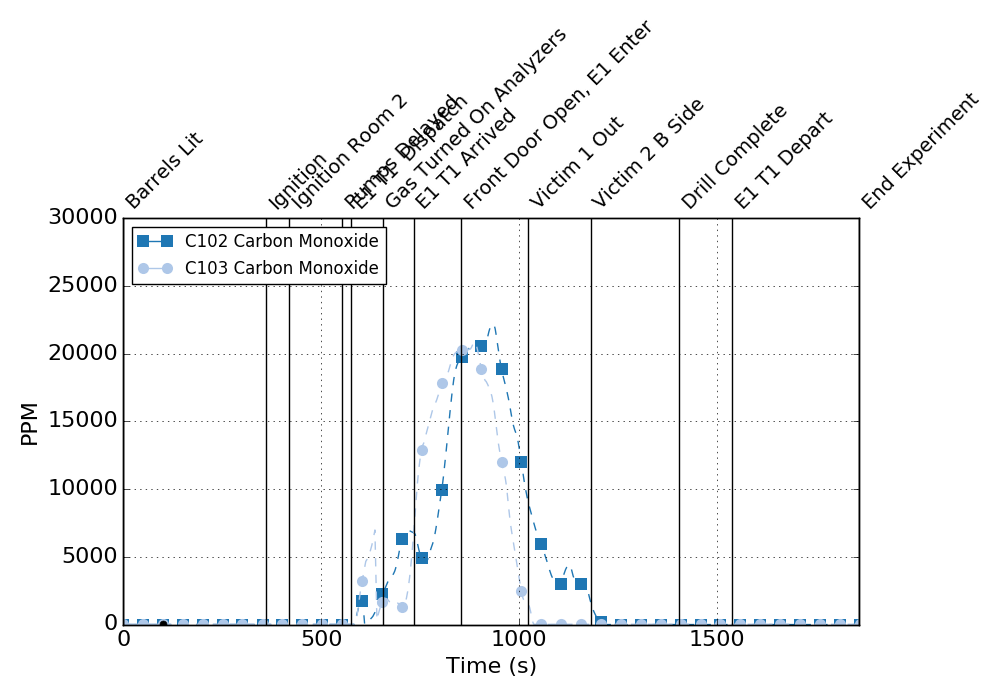 Barrels Lit
Ignition
Ignition Room 2
Pumps Delayed
E1 T1 Dispatch
Gas Turned On Analyzers
E1 T1 Arrived
Front Door Open, E1 Enter
Victim 1 Out
Victim 2 B Side
Drill Complete
E1 T1 Depart
End Experiment
30000
25000
20000
15000
10000
5000
0
PPM
C102 Carbon Monoxide
C103 Carbon Monoxide
0
500
1000
1500
Time (s)